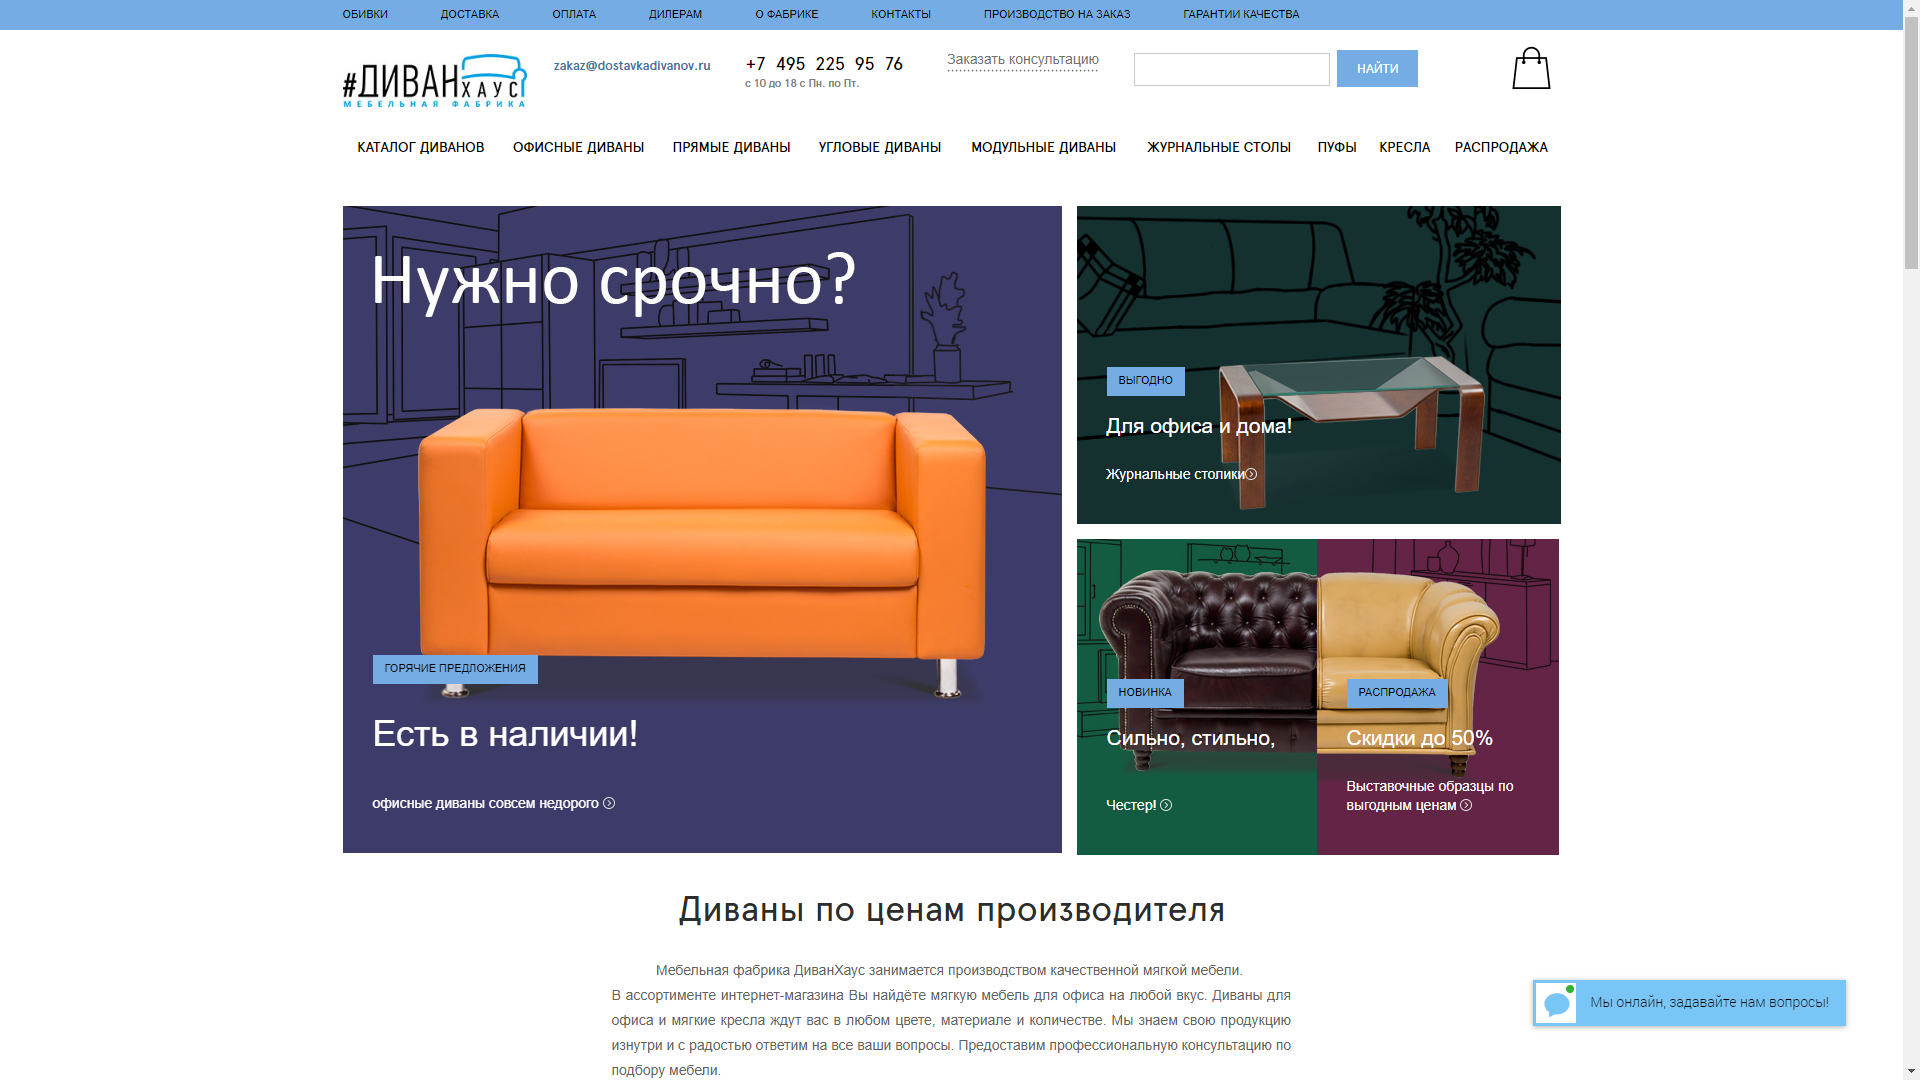 ОБИВКИ ДОСТАВКА ОПЛАТА ДИЛЕРАМ О ФАБРИКЕ КОНТАКТЫ ПРОИЗВОДСТВО НА ЗАКАЗ ГАРАНТИИ КАЧЕСТВА
#ДИВАНХАУС
МЕБЕЛЬНАЯ ФАБРИКА
zakaz@dostavkadivanov.ru
+7 495 225 95 76
с 10 до 18 с Пн. по Пт.
Заказать консультацию
НАЙТИ
КАТАЛОГ ДИВАНОВ ОФИСНЫЕ ДИВАНЫ ПРЯМЫЕ ДИВАНЫ УГЛОВЫЕ ДИВАНЫ МОДУЛЬНЫЕ ДИВАНЫ ЖУРНАЛЬНЫЕ СТОЛЫ ПУФЫ КРЕСЛА РАСПРОДАЖА
Нужно срочно?
ГОРЯЧИЕ ПРЕДЛОЖЕНИЯ
Есть в наличии!
офисные диваны совсем недорого
ВЫГОДНО
Для офиса и дома!
Журнальные столики
НОВИНКА
Сильно, стильно,
Честер!
РАСПРОДАЖА
Скидки до 50%
Выставочные образцы по
выгодным ценам
Диваны по ценам производителя
Мебельная фабрика ДиванХаус занимается производством качественной мягкой мебели.
В ассортименте интернет-магазина Вы найдёте мягкую мебель для офиса на любой вкус. Диваны для
офиса и мягкие кресла ждут вас в любом цвете, материале и количестве. Мы знаем свою продукцию
изнутри и с радостью ответим на все ваши вопросы. Предоставим профессиональную консультацию по
подбору мебели.
Мы онлайн, задавайте нам вопросы!